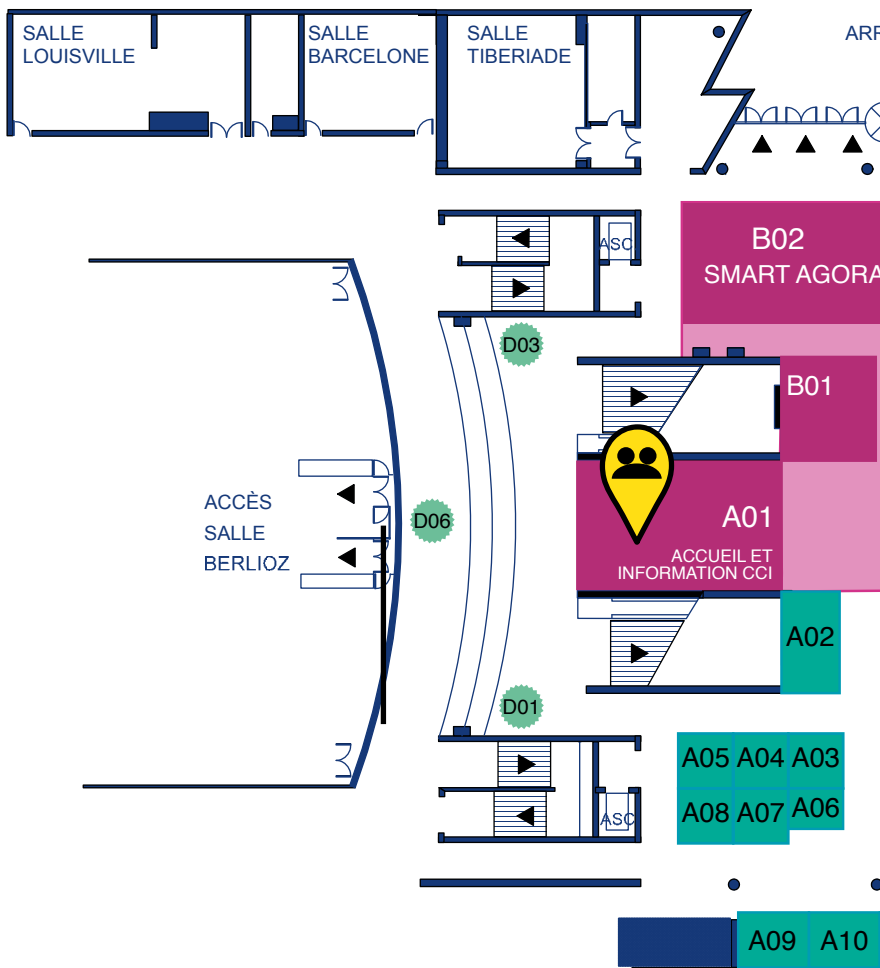 SALLE
LOUISVILLE
SALLE
BARCELONE
SALLE
TIBERIADE
ARR
ASC
B02
SMART AGORA
D03
B01
ACCÈS
SALLE
BERLIOZ
D06
A01
ACCUEIL ET
INFORMATION CCI
A02
D01
A05 A04 A03
A08 A07 A06
ASC
A09 A10